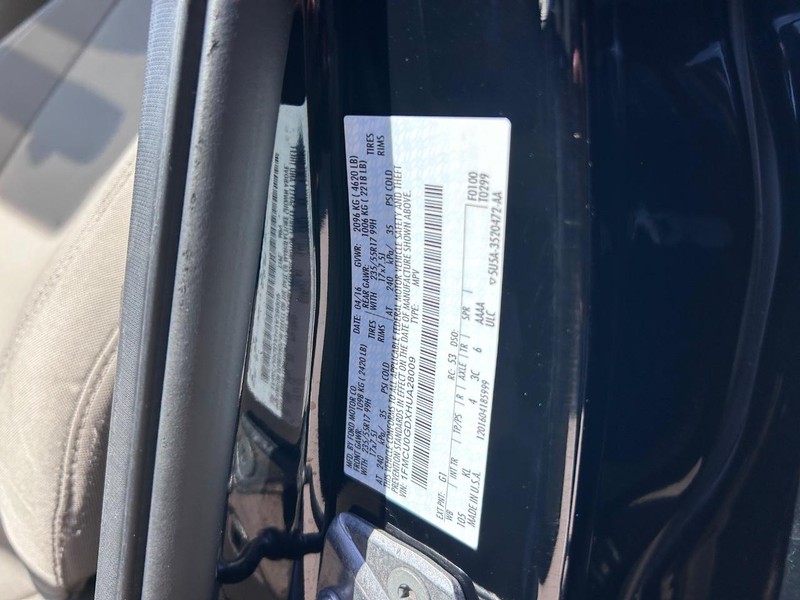 MFD. BY FORD MOTOR CO.
DATE: 04/16 GVWR: 2096 KG ( 4620 LB)
FRONT GAWR: 1098 KG (2420 LB) REAR GAWR: 1006 KG ( 2218 LB)
WITH 235/55R17 99H TIRES WITH 235/55R17 99H TIRES
17x7.5J RIMS 17x7.5J RIMS
AT 240 kPa/ 35 PSI COLD AT 240 kPa/ 35 PSI COLD
THIS VEHICLE CONFORMS TO ALL APPLICABLE FEDERAL MOTOR VEHICLE SAFETY AND THEFT
PREVENTION STANDARDS IN EFFECT ON THE DATE OF MANUFACTURE SHOWN ABOVE.
VIN: 1FMCU0GDXHUA28009 TYPE: MPV
EXT PNT: G1 RC: 53 DSO: F0100
WB INT TR TP/PS R AXLE TR SPR T0299
105 KL 4 3C 6 AAAA
MADE IN U.S.A. 1201604185999 ULC
5U5A-3520472-AA